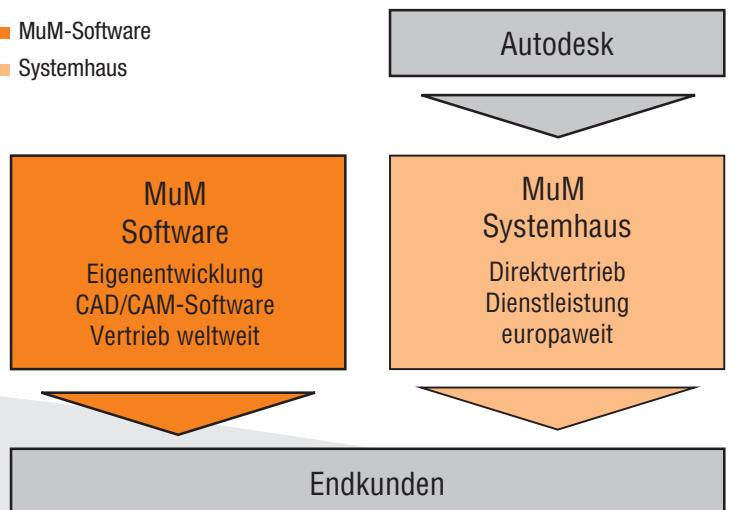 MuM-Software
Systemhaus
Autodesk
MuM
Software
Eigenentwicklung
CAD/CAM-Software
Vertrieb weltweit
MuM
Systemhaus
Direktvertrieb
Dienstleistung
europaweit
Endkunden